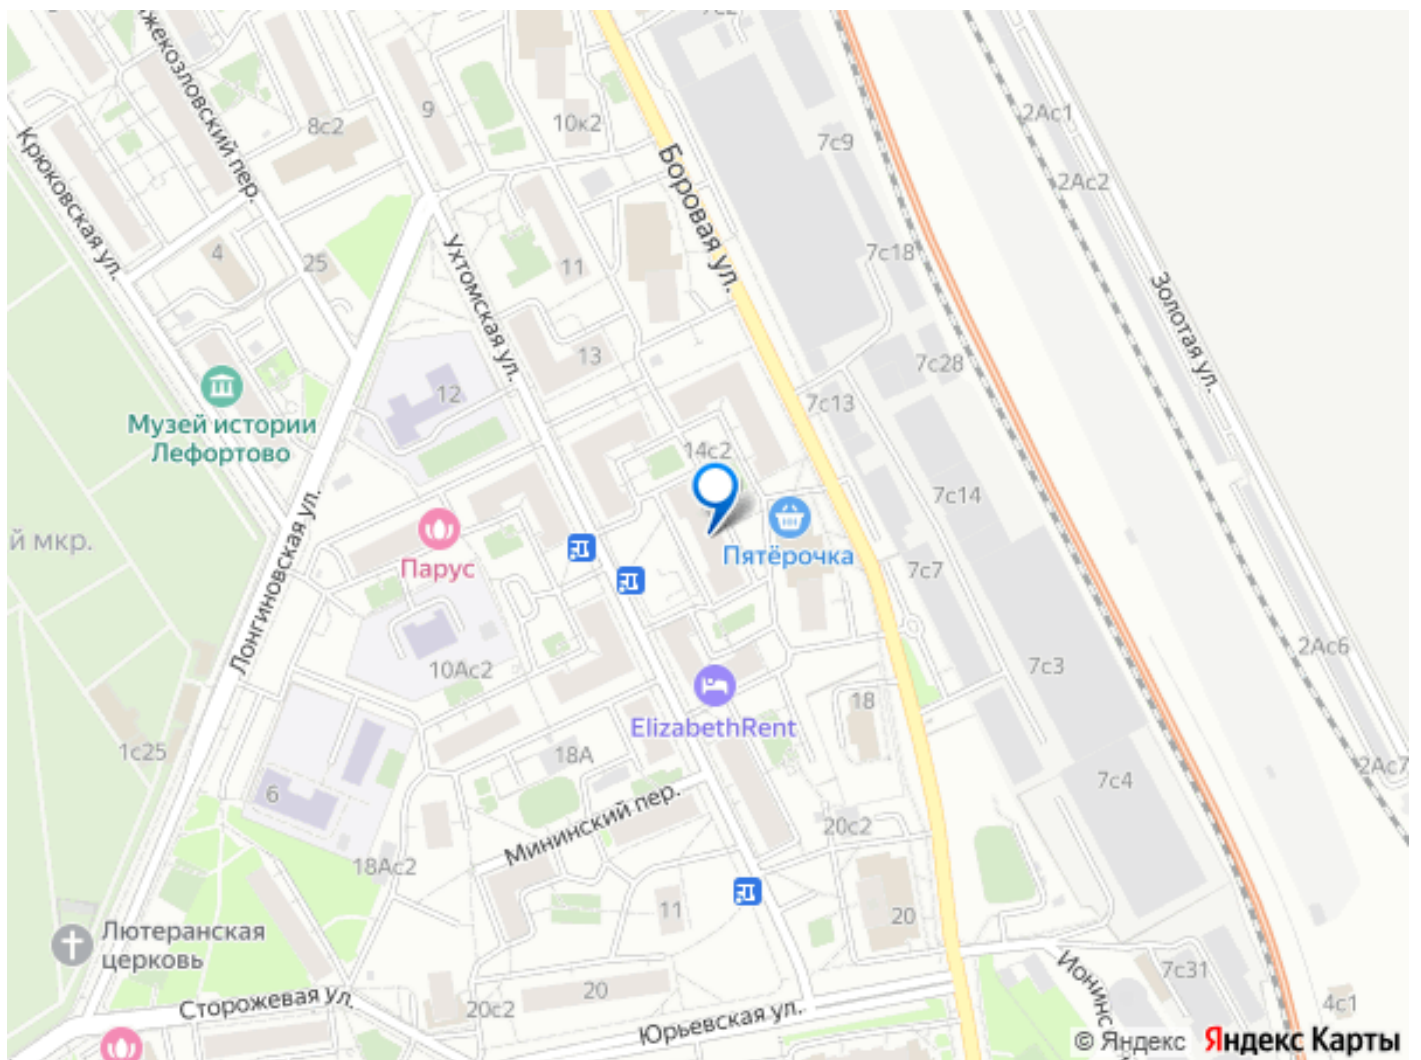 жекозловский пер.
8с2
9
10к2
7с9
2Ас1
2Ас2
Крюковская ул.
Боровая ул.
4
25
11
7с18
Ухтомская ул.
Золотая ул.
13
7с28
12
7с13
Музей истории
Лефортово
14с2
7с14
й мкр.
Парус
Пятёрочка
7с7
Лонгиновская ул.
10Ас2
7с3
2Ас6
ElizabethRent
18
1с25
18А
7с4
2Ас7
6
Мининский пер.
20с2
18Ас2
11
20
Лютеранская
церковь
Ионинс
7с31
Сторожевая ул.
20с2
20
4с1
Юрьевская ул.
© Яндекс Яндекс Карты